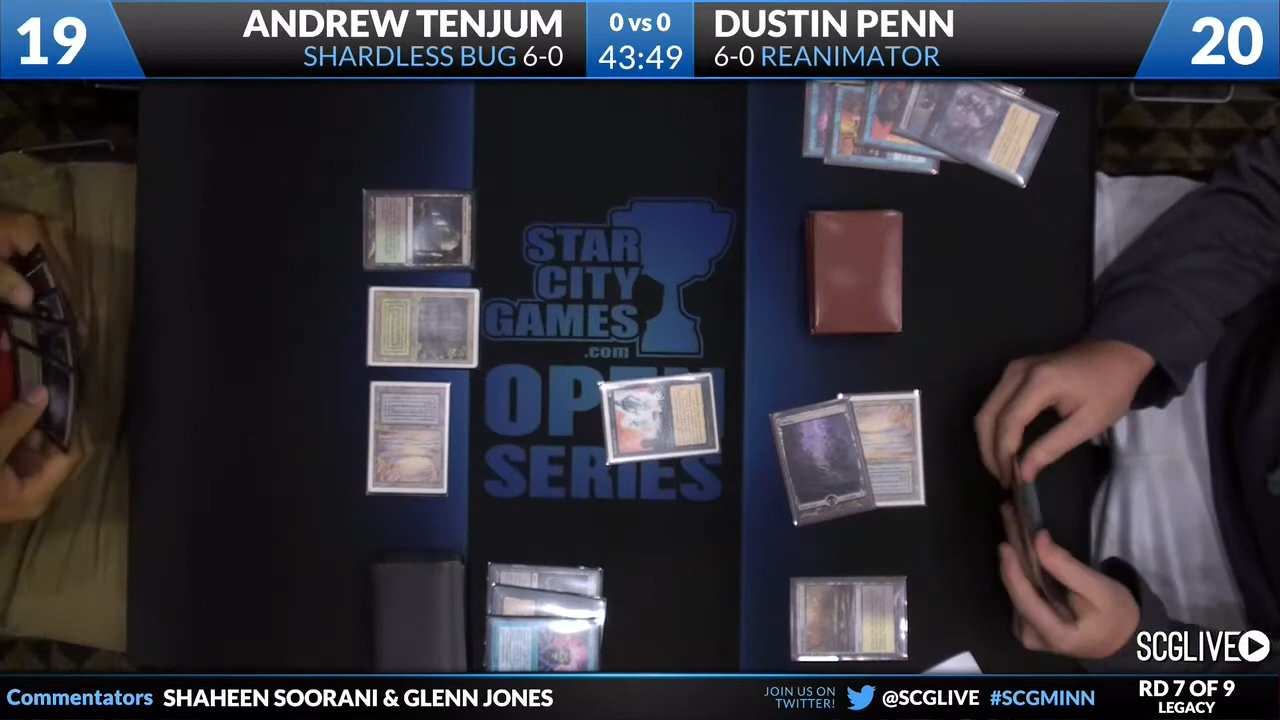 19
ANDREW TENJUM
SHARDLESS BUG 6-0
0 vs 0
43:49
DUSTIN PENN
6-0 REANIMATOR
20
STAR
CITY
GAMES
.com
OPEN
SERIES
SCGLIVE
Commentators SHAHEEN SOORANI & GLENN JONES
JOIN US ON
TWITTER!
@SCGLIVE #SCGMINN
RD 7 OF 9
LEGACY